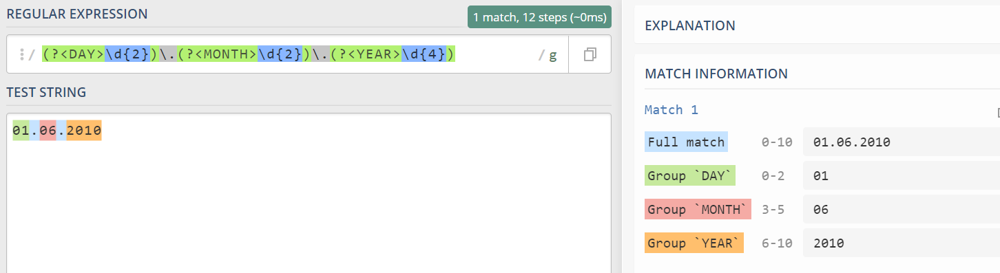 REGULAR EXPRESSION
1 match, 12 steps (~0ms)
/ (?<DAY>\d{2})\.(?<MONTH>\d{2})\.(?<YEAR>\d{4}) / g
TEST STRING
01.06.2010
EXPLANATION
MATCH INFORMATION
Match 1
Full match 0-10 01.06.2010
Group `DAY` 0-2 01
Group `MONTH` 3-5 06
Group `YEAR` 6-10 2010